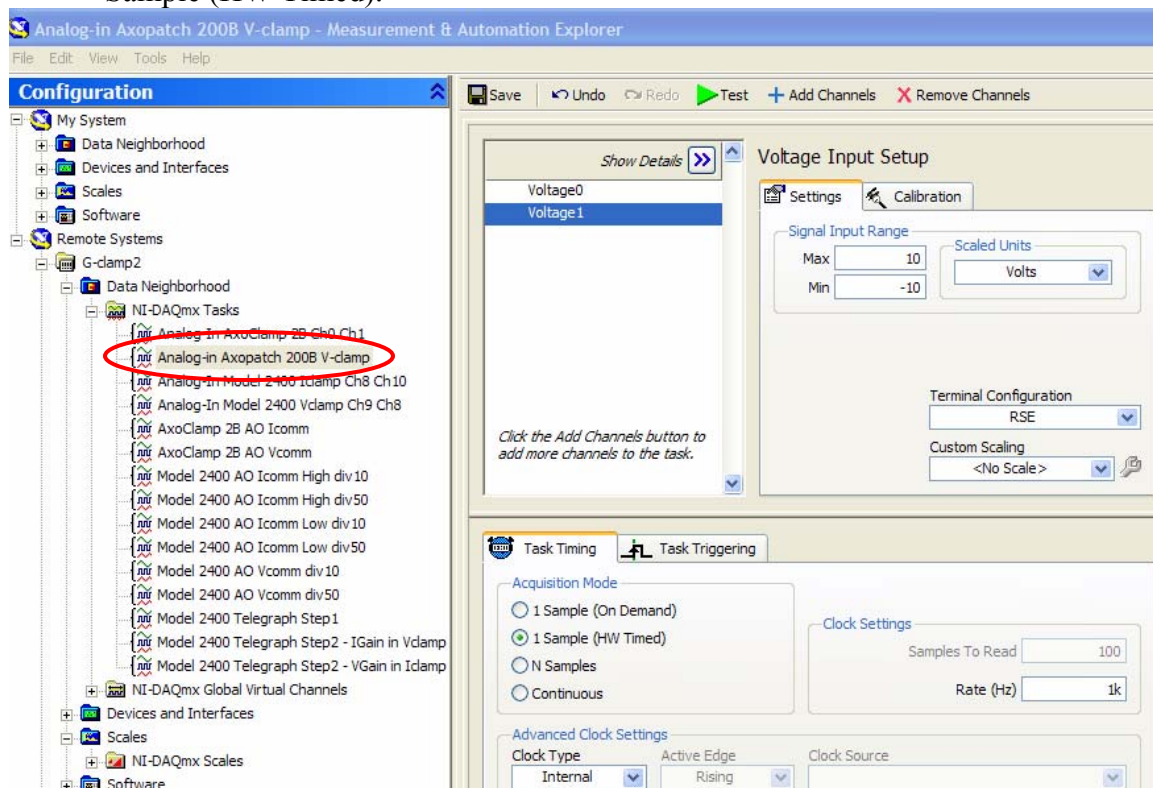 Sample (HW Timed).
Analog-in Axopatch 200B V-clamp - Measurement & Automation Explorer
File Edit View Tools Help
Configuration
My System
Data Neighborhood
Devices and Interfaces
Scales
Software
Remote Systems
G-clamp2
Data Neighborhood
NI-DAQmx Tasks
Analog-In AxoClamp 2B Ch0 Ch1
Analog-in Axopatch 200B V-clamp
Analog-In Model 2400 Iclamp Ch8 Ch10
Analog-In Model 2400 Vclamp Ch9 Ch8
AxoClamp 2B AO Icomm
AxoClamp 2B AO Vcomm
Model 2400 AO Icomm High div10
Model 2400 AO Icomm High div50
Model 2400 AO Icomm Low div10
Model 2400 AO Icomm Low div50
Model 2400 AO Vcomm div10
Model 2400 AO Vcomm div50
Model 2400 Telegraph Step1
Model 2400 Telegraph Step2 - IGain in Vclamp
Model 2400 Telegraph Step2 - VGain in Iclamp
NI-DAQmx Global Virtual Channels
Devices and Interfaces
Scales
NI-DAQmx Scales
Software
Save Undo Redo Test Add Channels Remove Channels
Show Details
Voltage0
Voltage1
Click the Add Channels button to
add more channels to the task.
Voltage Input Setup
Settings Calibration
Signal Input Range
Max 10
Min -10
Scaled Units
Volts
Terminal Configuration
RSE
Custom Scaling
<No Scale>
Task Timing Task Triggering
Acquisition Mode
1 Sample (On Demand)
1 Sample (HW Timed)
N Samples
Continuous
Clock Settings
Samples To Read 100
Rate (Hz) 1k
Advanced Clock Settings
Clock Type Active Edge Clock Source
Internal Rising